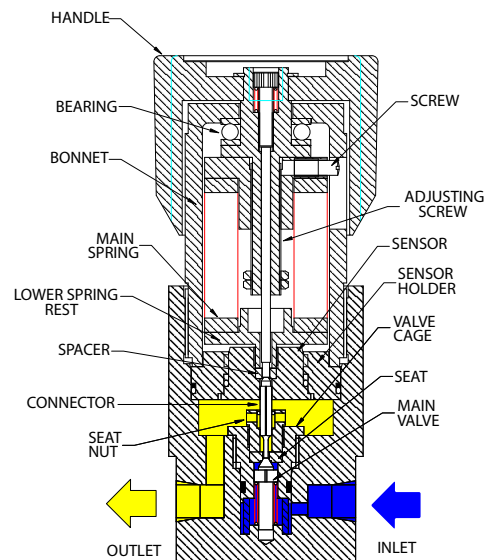 HANDLE
BEARING
BONNET
MAIN
SPRING
LOWER SPRING
REST
SPACER
CONNECTOR
SEAT
NUT
OUTLET
SCREW
ADJUSTING
SCREW
SENSOR
SENSOR
HOLDER
VALVE
CAGE
SEAT
MAIN
VALVE
INLET